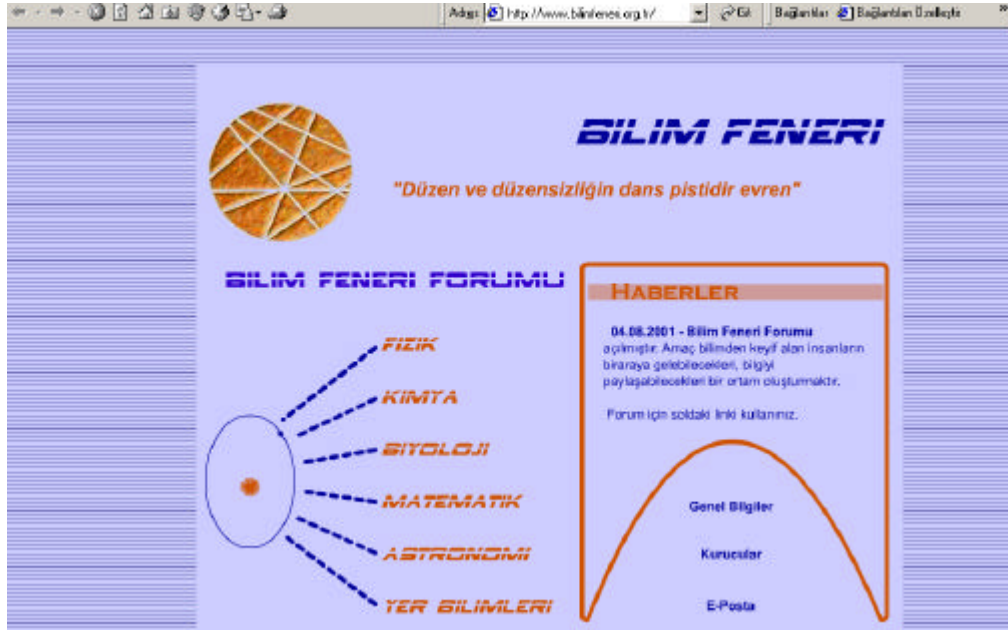 Adres http://www.bilimfeneri.org.tr/ Git Bağlantılar Bağlantıları Özelleştir
BILIM FENERI
"Düzen ve düzensizliğin dans pistidir evren"
BILIM FENERI FORUMU
HABERLER
04.08.2001 - Bilim Feneri Forumu
açılmıştır. Amaç bilimden keyif alan insanların
biraraya gelebilecekleri, bilgiyi
paylaşabilecekleri bir ortam oluşturmaktır.
Forum için soldaki linki kullanınız.
FIZIK
KIMYA
BIYOLOJI
MATEMATIK
ASTRONOMI
YER BILIMLERI
Genel Bilgiler
Kurucular
E-Posta